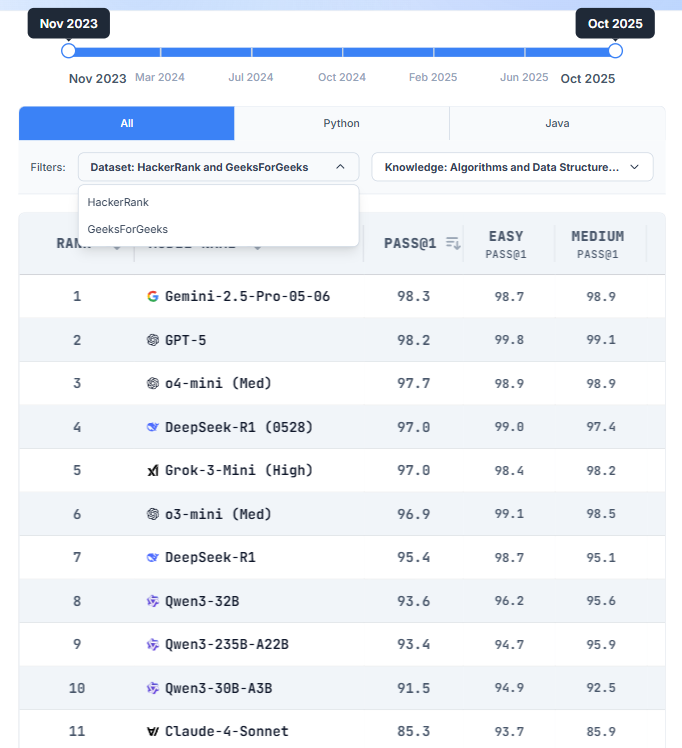 Nov 2023 Oct 2025
Nov 2023 Mar 2024 Jul 2024 Oct 2024 Feb 2025 Jun 2025 Oct 2025
All Python Java
Filters: Dataset: HackerRank and GeeksForGeeks Knowledge: Algorithms and Data Structure...
HackerRank
GeeksForGeeks
RANK PASS@1 EASY PASS@1 MEDIUM PASS@1
1 Gemini-2.5-Pro-05-06 98.3 98.7 98.9
2 GPT-5 98.2 99.8 99.1
3 o4-mini (Med) 97.7 98.9 98.9
4 DeepSeek-R1 (0528) 97.0 99.0 97.4
5 Grok-3-Mini (High) 97.0 98.4 98.2
6 o3-mini (Med) 96.9 99.1 98.5
7 DeepSeek-R1 95.4 98.7 95.1
8 Qwen3-32B 93.6 96.2 95.6
9 Qwen3-235B-A22B 93.4 94.7 95.9
10 Qwen3-30B-A3B 91.5 94.9 92.5
11 Claude-4-Sonnet 85.3 93.7 85.9